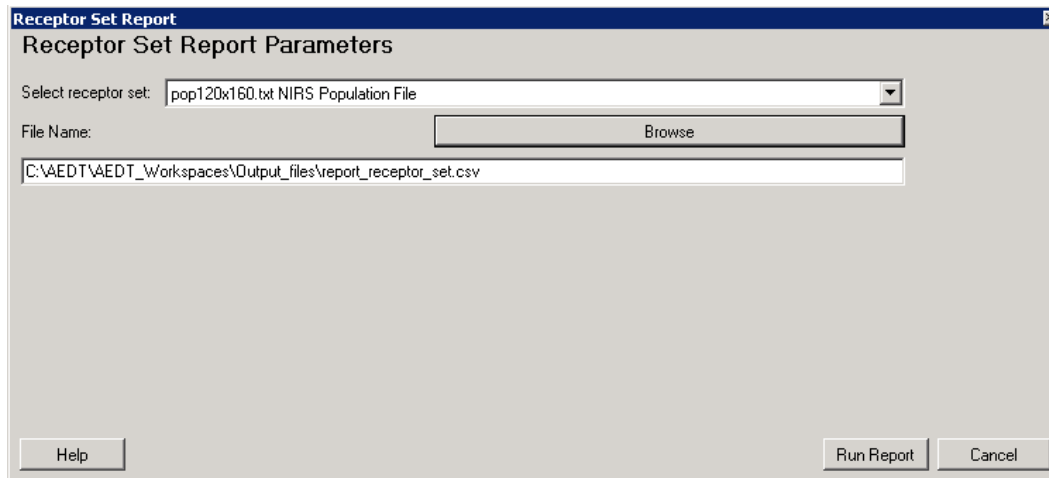 Receptor Set Report
Receptor Set Report Parameters
Select receptor set: pop120x160.txt NIRS Population File
File Name: Browse
C:\AEDT\AEDT_Workspaces\Output_files\report_receptor_set.csv
Help Run Report Cancel